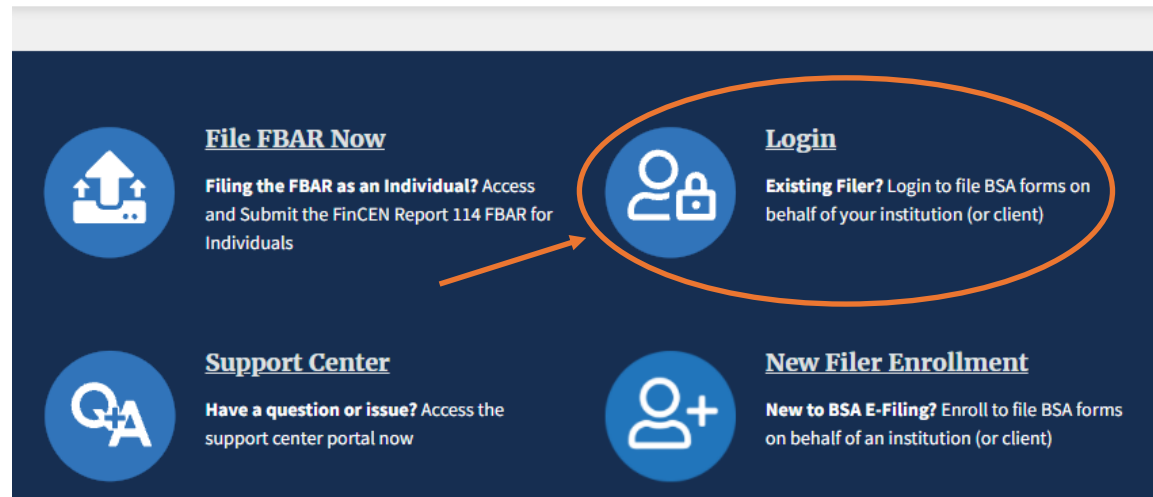 File FBAR Now
Filing the FBAR as an Individual? Access
and Submit the FinCEN Report 114 FBAR for
Individuals
Login
Existing Filer? Login to file BSA forms on
behalf of your institution (or client)
Support Center
Have a question or issue? Access the
support center portal now
Q+A
New Filer Enrollment
New to BSA E-Filing? Enroll to file BSA forms
on behalf of an institution (or client)